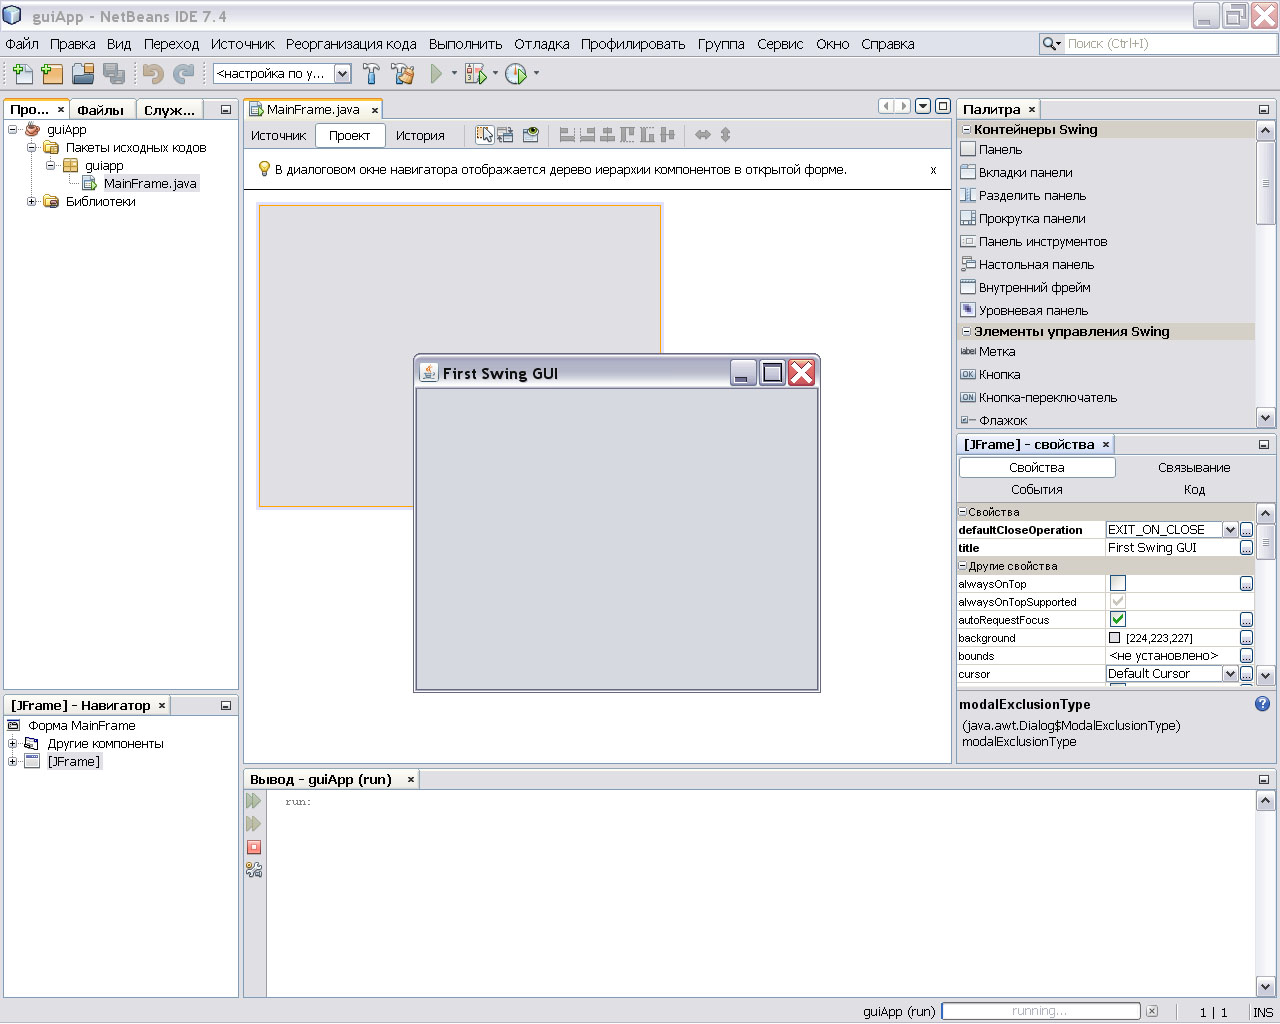 guiApp - NetBeans IDE 7.4
Файл Правка Вид Переход Источник Реорганизация кода Выполнить Отладка Профилировать Группа Сервис Окно Справка
Поиск (Ctrl+I)
<настройка по у...
Про... Файлы Служ...
guiApp
Пакеты исходных кодов
guiapp
MainFrame.java
Библиотеки
MainFrame.java
Источник Проект История
В диалоговом окне навигатора отображается дерево иерархии компонентов в открытой форме. x
First Swing GUI
Палитра
Контейнеры Swing
Панель
Вкладки панели
Разделить панель
Прокрутка панели
Панель инструментов
Настольная панель
Внутренний фрейм
Уровневая панель
Элементы управления Swing
label Метка
OK Кнопка
ON Кнопка-переключатель
Флажок
[JFrame] - свойства
Свойства Связывание
События Код
Свойства
defaultCloseOperation EXIT_ON_CLOSE ...
title First Swing GUI ...
Другие свойства
alwaysOnTop ...
alwaysOnTopSupported
autoRequestFocus ...
background [224,223,227] ...
bounds <не установлено> ...
cursor Default Cursor ...
modalExclusionType
(java.awt.Dialog$ModalExclusionType)
modalExclusionType
[JFrame] - Навигатор
Форма MainFrame
Другие компоненты
[JFrame]
Вывод - guiApp (run)
run:
guiApp (run) running... 1 | 1 INS